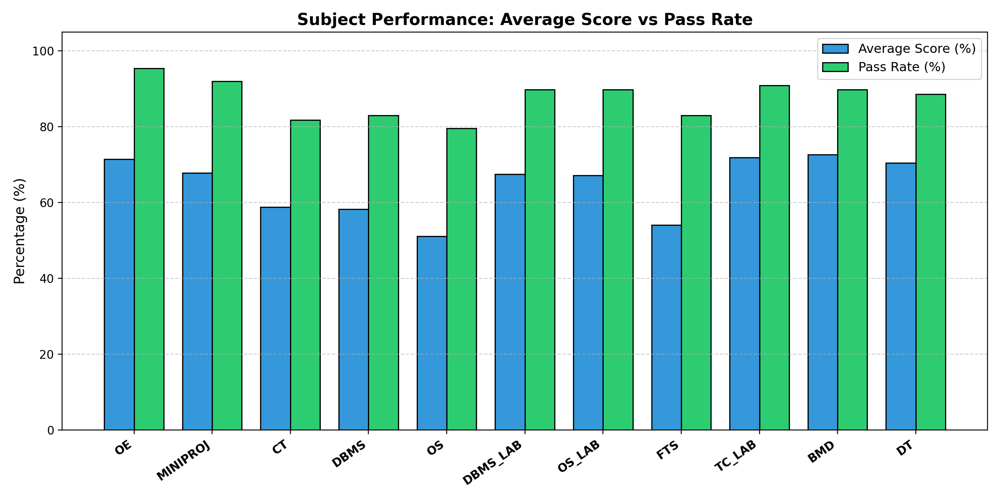 Subject Performance: Average Score vs Pass Rate
Average Score (%)
Pass Rate (%)
Percentage (%)
100
80
60
40
20
0
OE
MINIPROJ
CT
DBMS
OS
DBMS_LAB
OS_LAB
FTS
TC_LAB
BMD
DT